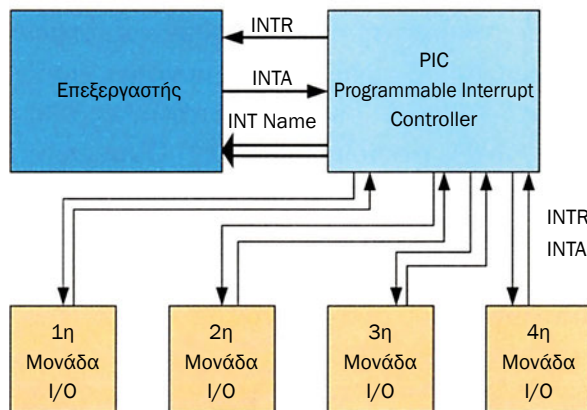 INTR
Επεξεργαστής
INTA
INT Name
PIC
Programmable Interrupt
Controller
INTR
INTA
1η
Μονάδα
I/O
2η
Μονάδα
I/O
3η
Μονάδα
I/O
4η
Μονάδα
I/O